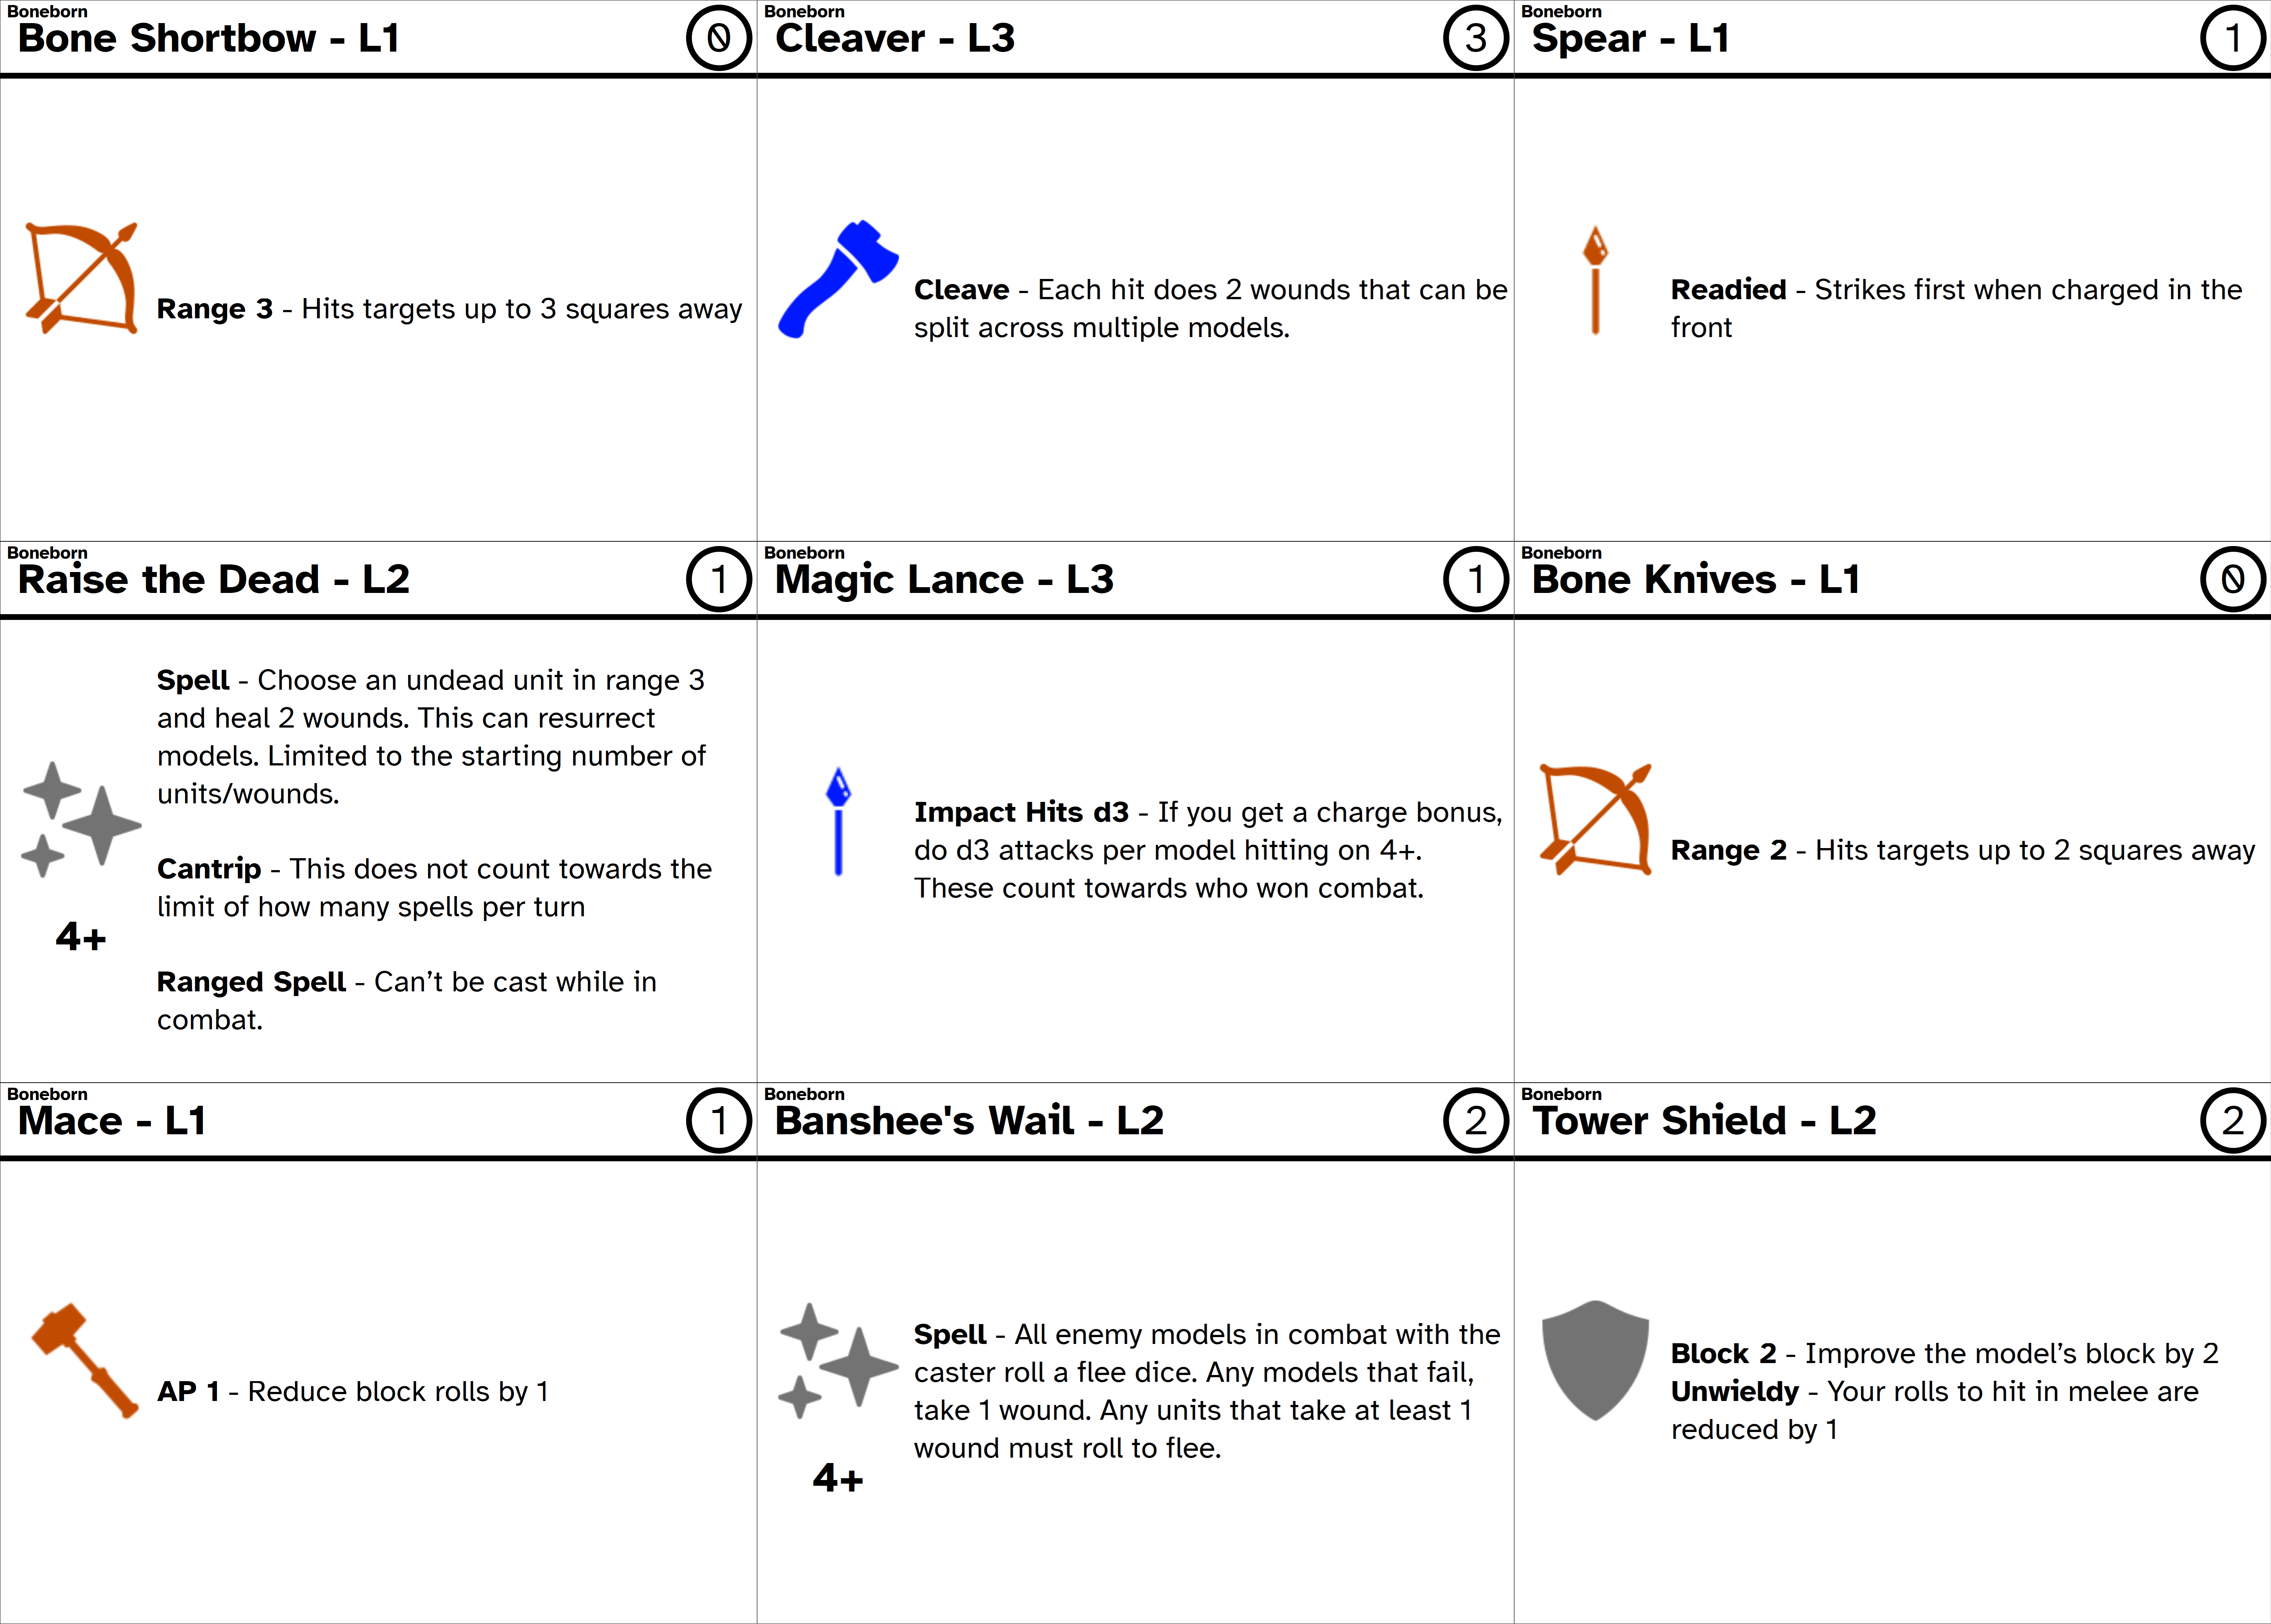 Boneborn
Bone Shortbow - L1
0
Range 3 - Hits targets up to 3 squares away
Boneborn
Cleaver - L3
3
Cleave - Each hit does 2 wounds that can be
split across multiple models.
Boneborn
Spear - L1
1
Readied - Strikes first when charged in the
front
Boneborn
Raise the Dead - L2
1
Spell - Choose an undead unit in range 3
and heal 2 wounds. This can resurrect
models. Limited to the starting number of
units/wounds.
Cantrip - This does not count towards the
limit of how many spells per turn
4+
Ranged Spell - Can’t be cast while in
combat.
Boneborn
Magic Lance - L3
1
Impact Hits d3 - If you get a charge bonus,
do d3 attacks per model hitting on 4+.
These count towards who won combat.
Boneborn
Bone Knives - L1
0
Range 2 - Hits targets up to 2 squares away
Boneborn
Mace - L1
1
AP 1 - Reduce block rolls by 1
Boneborn
Banshee's Wail - L2
2
Spell - All enemy models in combat with the
caster roll a flee dice. Any models that fail,
take 1 wound. Any units that take at least 1
wound must roll to flee.
4+
Boneborn
Tower Shield - L2
2
Block 2 - Improve the model’s block by 2
Unwieldy - Your rolls to hit in melee are
reduced by 1